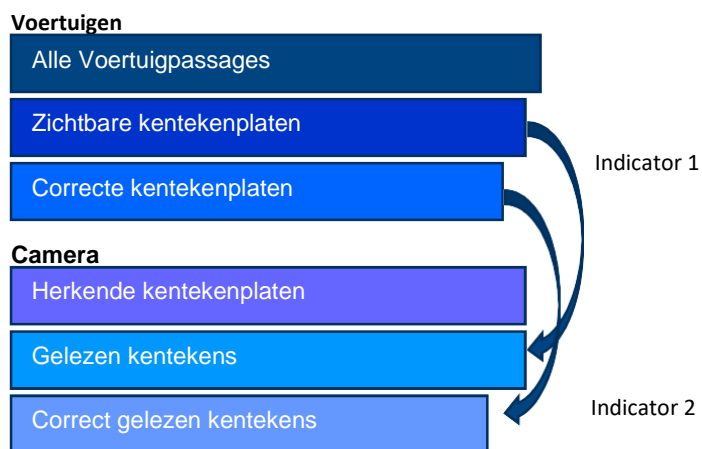 Voertuigen
Alle Voertuigpassages
Zichtbare kentekenplaten
Indicator 1
Correcte kentekenplaten
Camera
Herkende kentekenplaten
Gelezen kentekens
Indicator 2
Correct gelezen kentekens